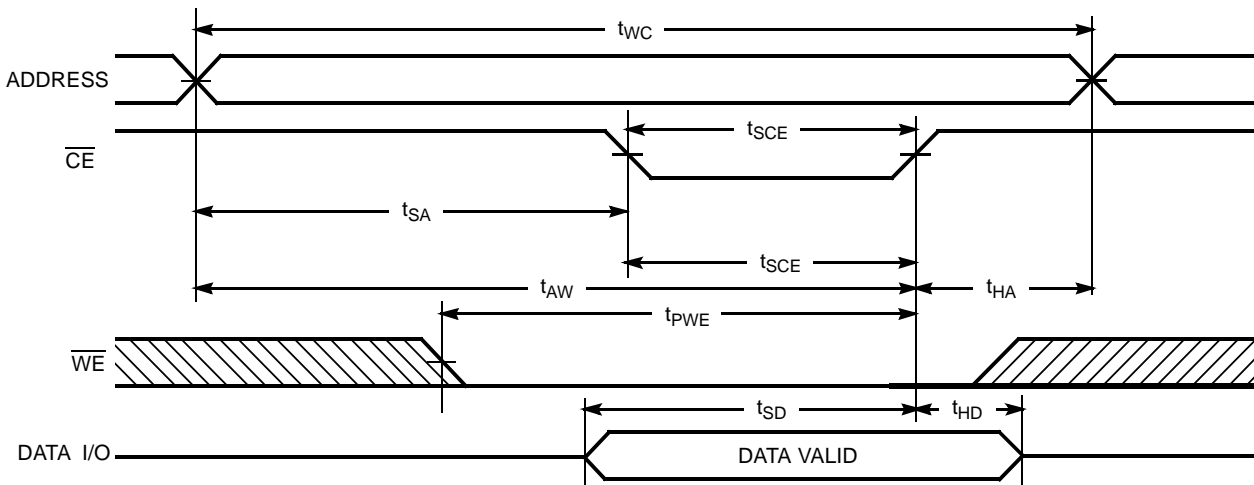 tWC
ADDRESS
tSCE
CE
tSA
tSCE
tAW
tHA
tPWE
WE
tSD
tHD
DATA I/O
DATA VALID